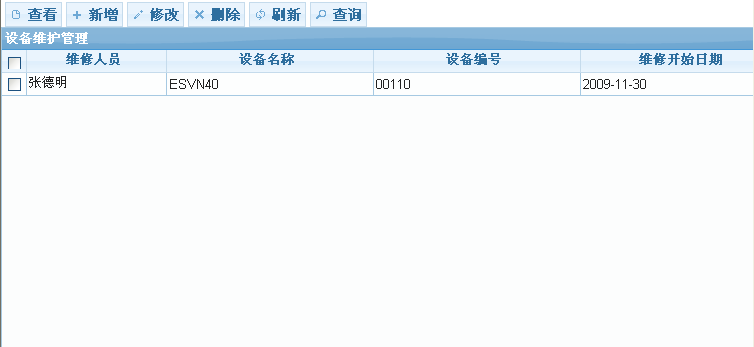 查看 新增 修改 删除 刷新 查询
设备维护管理
维修人员 设备名称 设备编号 维修开始日期
张德明 ESVN40 00110 2009-11-30